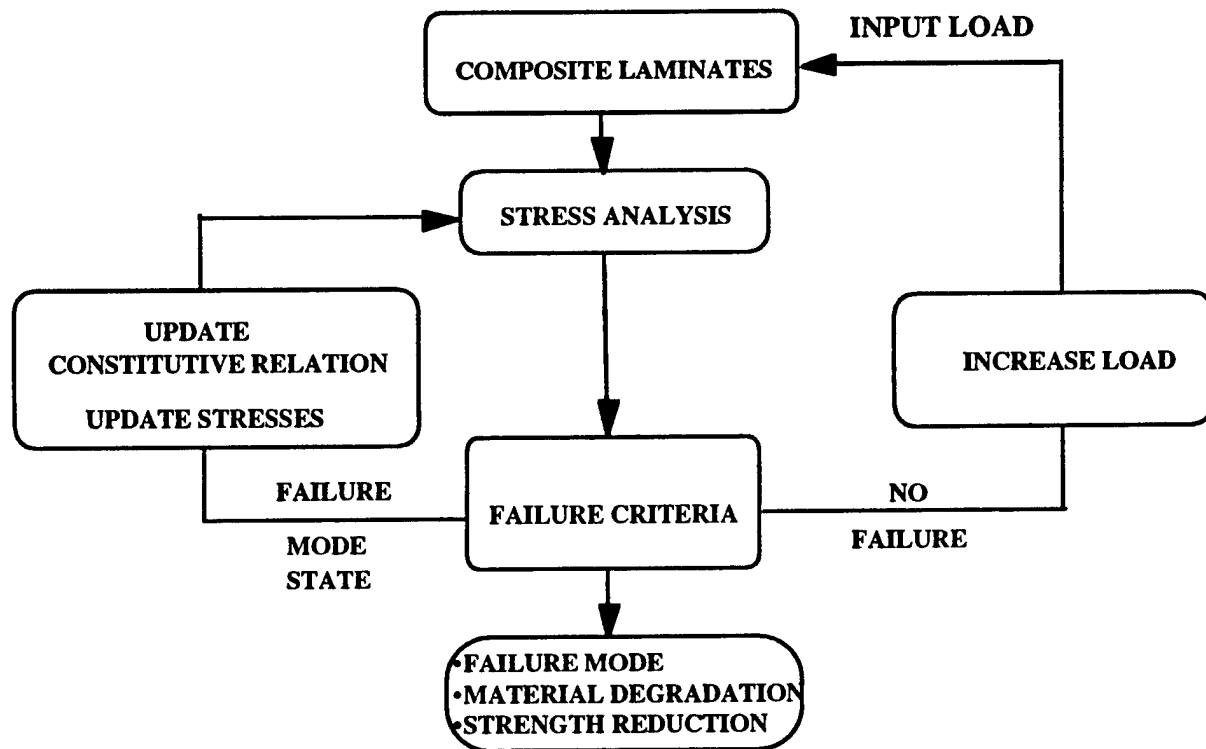 INPUT LOAD
COMPOSITE LAMINATES
STRESS ANALYSIS
UPDATE
CONSTITUTIVE RELATION
UPDATE STRESSES
INCREASE LOAD
FAILURE
MODE
STATE
FAILURE CRITERIA
NO
FAILURE
•FAILURE MODE
•MATERIAL DEGRADATION
•STRENGTH REDUCTION